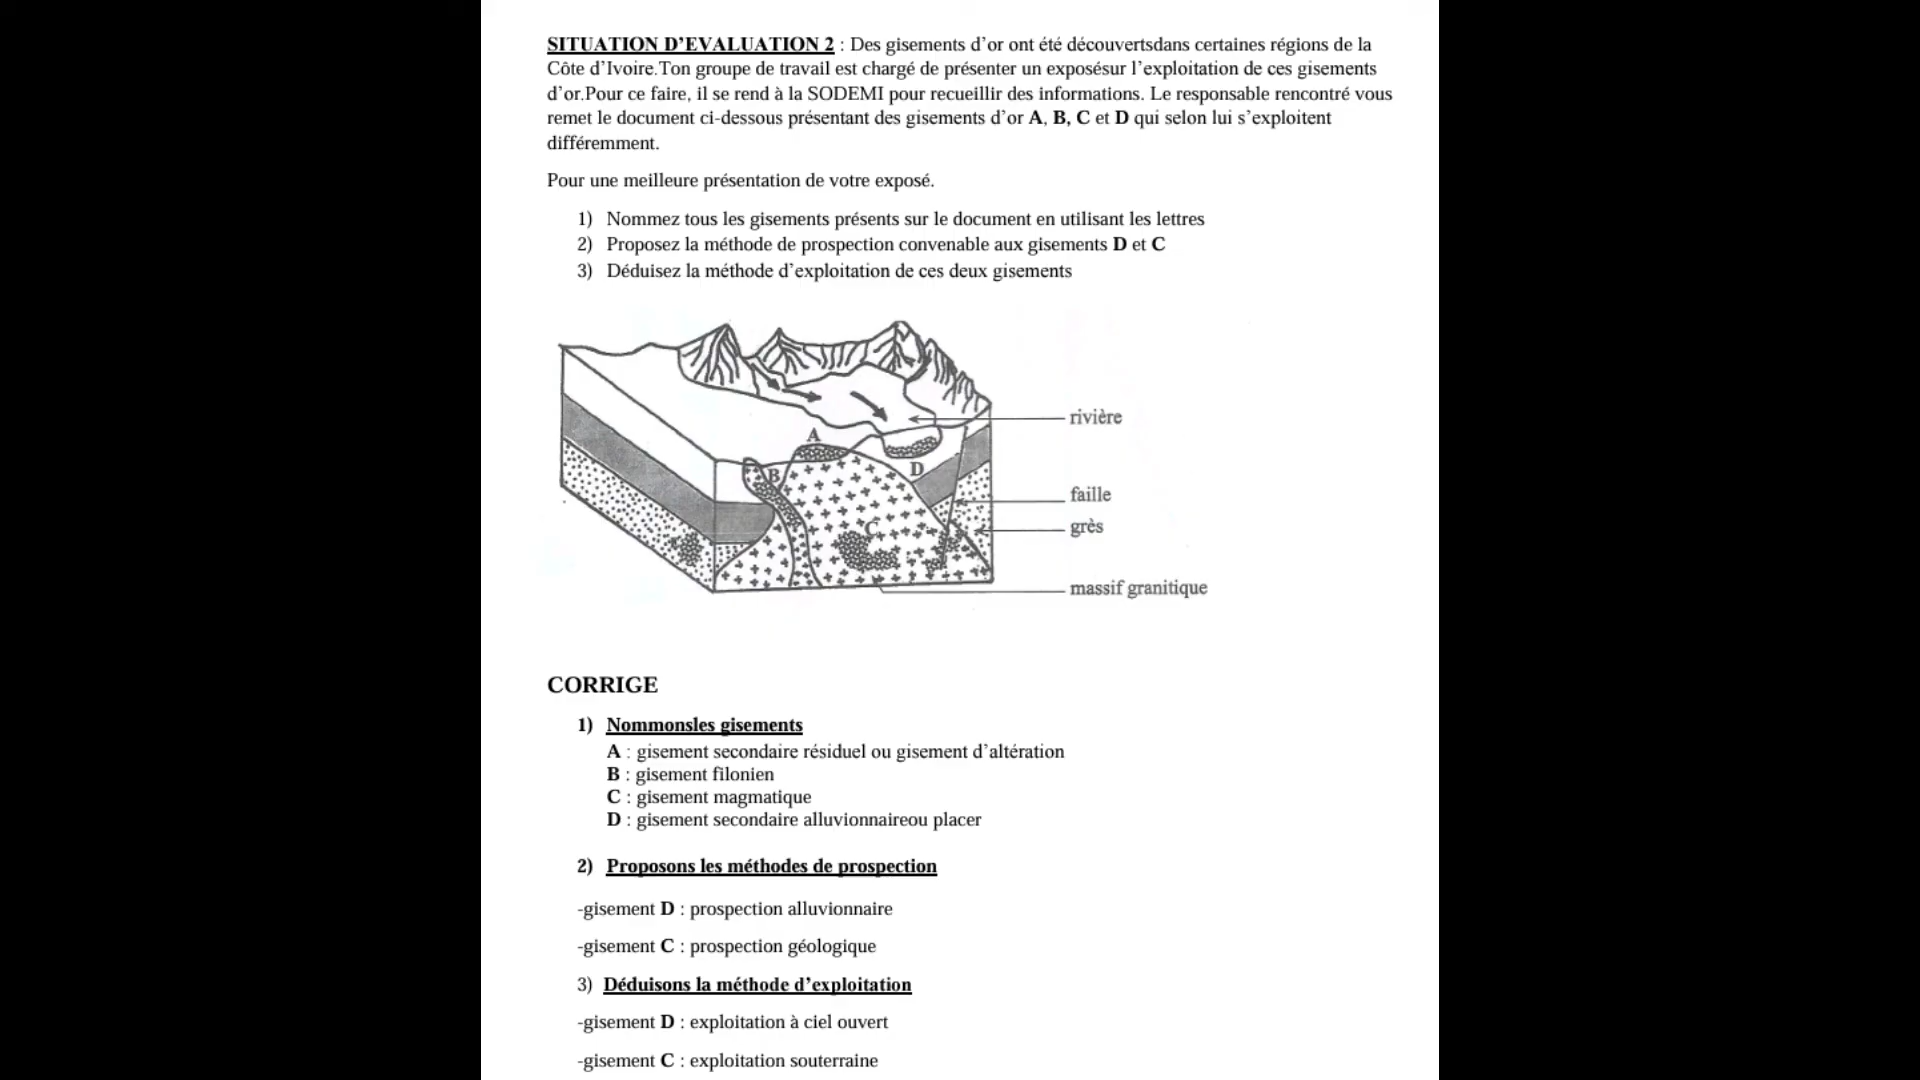 SITUATION D’EVALUATION 2 : Des gisements d’or ont été découvertsdans certaines régions de la
Côte d’Ivoire.Ton groupe de travail est chargé de présenter un exposésur l’exploitation de ces gisements
d’or.Pour ce faire, il se rend à la SODEMI pour recueillir des informations. Le responsable rencontré vous
remet le document ci-dessous présentant des gisements d’or A, B, C et D qui selon lui s’exploitent
différemment.
Pour une meilleure présentation de votre exposé.
1) Nommez tous les gisements présents sur le document en utilisant les lettres
2) Proposez la méthode de prospection convenable aux gisements D et C
3) Déduisez la méthode d’exploitation de ces deux gisements
rivière
A
D
B
faille
C
grès
massif granitique
CORRIGE
1) Nommonsles gisements
A : gisement secondaire résiduel ou gisement d’altération
B : gisement filonien
C : gisement magmatique
D : gisement secondaire alluvionnaireou placer
2) Proposons les méthodes de prospection
-gisement D : prospection alluvionnaire
-gisement C : prospection géologique
3) Déduisons la méthode d’exploitation
-gisement D : exploitation à ciel ouvert
-gisement C : exploitation souterraine